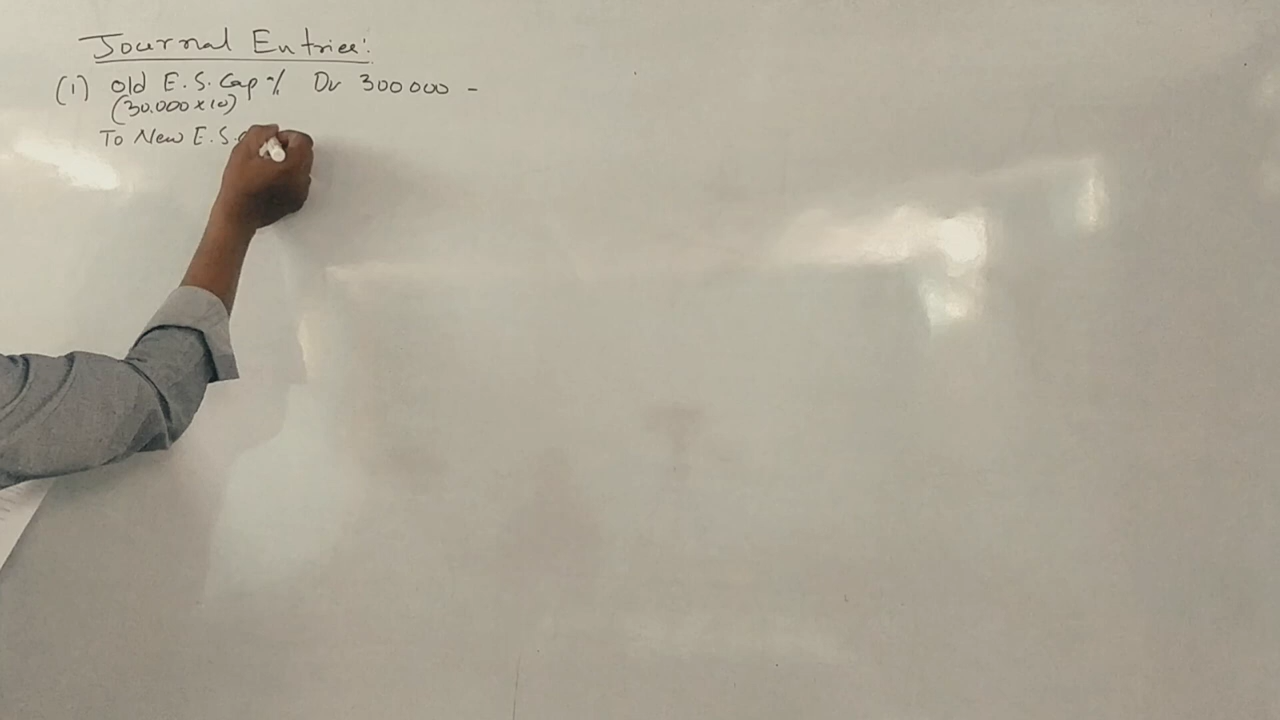 Journal Entries:
(1) Old E. S. Cap A/c Dr 300000 -
(30,000 x 10)
To New E. S.